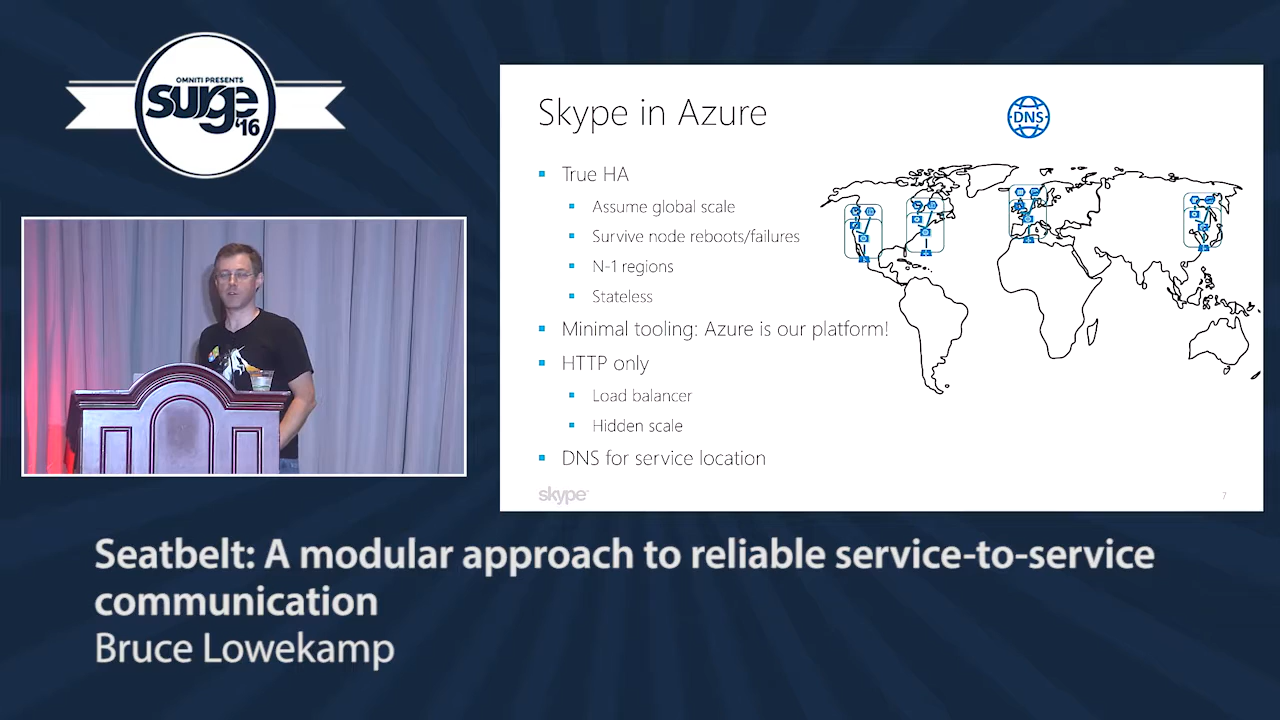 OMNITI PRESENTS
surge
'16
Skype in Azure
DNS
True HA
Assume global scale
Survive node reboots/failures
N-1 regions
Stateless
Minimal tooling: Azure is our platform!
HTTP only
Load balancer
Hidden scale
DNS for service location
skype
7
Seatbelt: A modular approach to reliable service-to-service
communication
Bruce Lowekamp